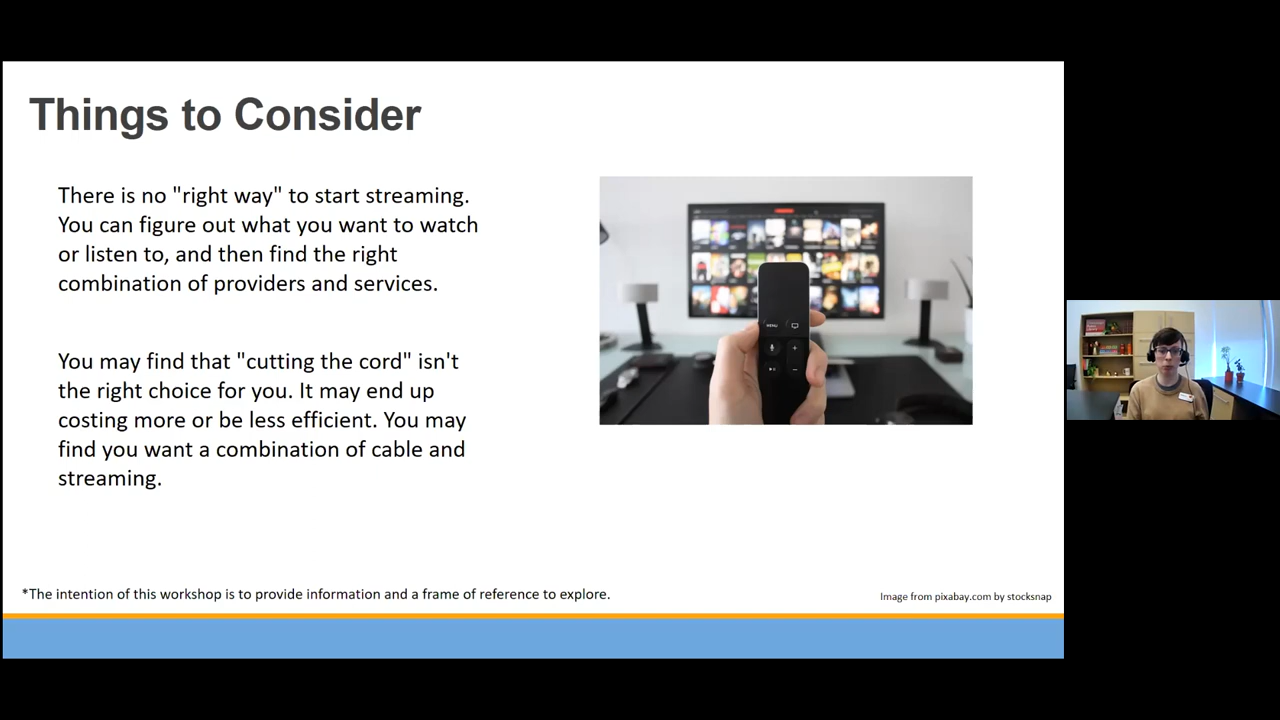 Things to Consider
There is no "right way" to start streaming.
You can figure out what you want to watch
or listen to, and then find the right
combination of providers and services.
You may find that "cutting the cord" isn't
the right choice for you. It may end up
costing more or be less efficient. You may
find you want a combination of cable and
streaming.
MENU
*The intention of this workshop is to provide information and a frame of reference to explore.
Image from pixabay.com by stocksnap